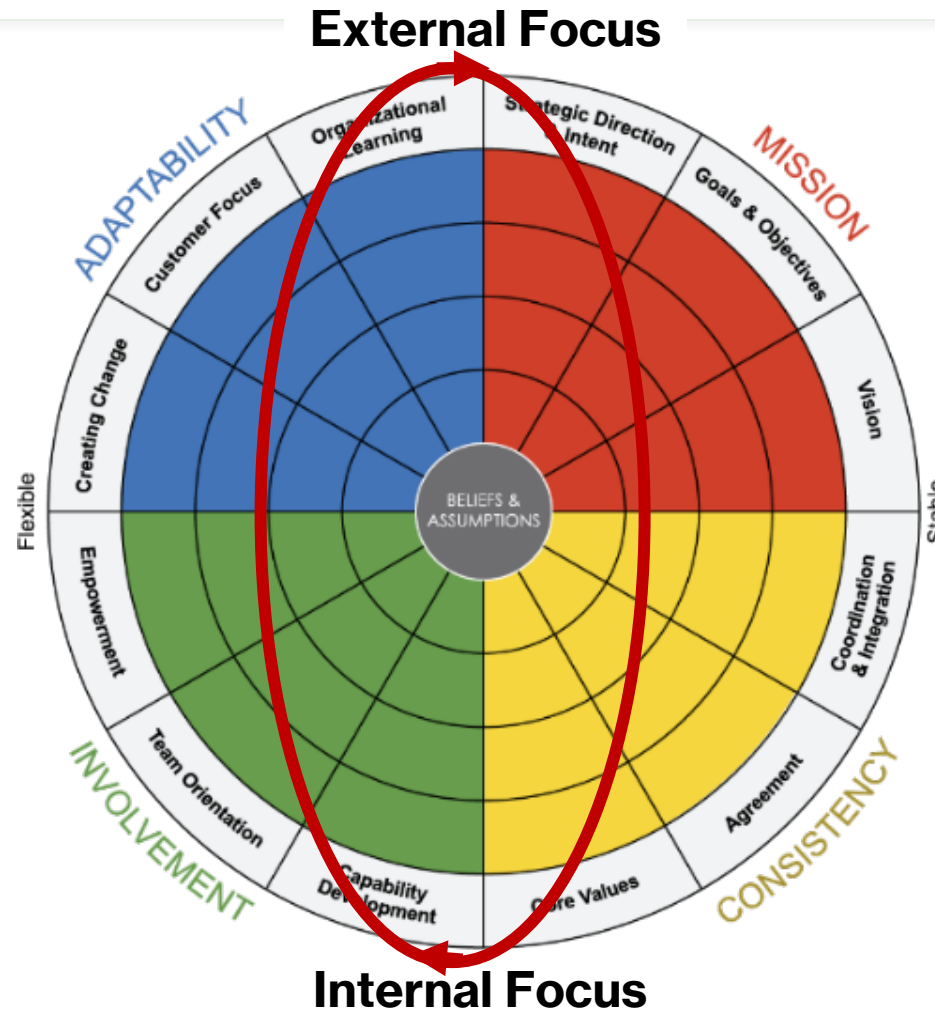 External Focus
ADAPTABILITY
MISSION
Organizational
Learning
Strategic Direction
& Intent
Customer Focus
Goals & Objectives
Creating Change
Vision
Flexible
Stable
BELIEFS &
ASSUMPTIONS
Empowerment
Coordination
& Integration
Team Orientation
Agreement
INVOLVEMENT
CONSISTENCY
Capability
Development
Core Values
Internal Focus